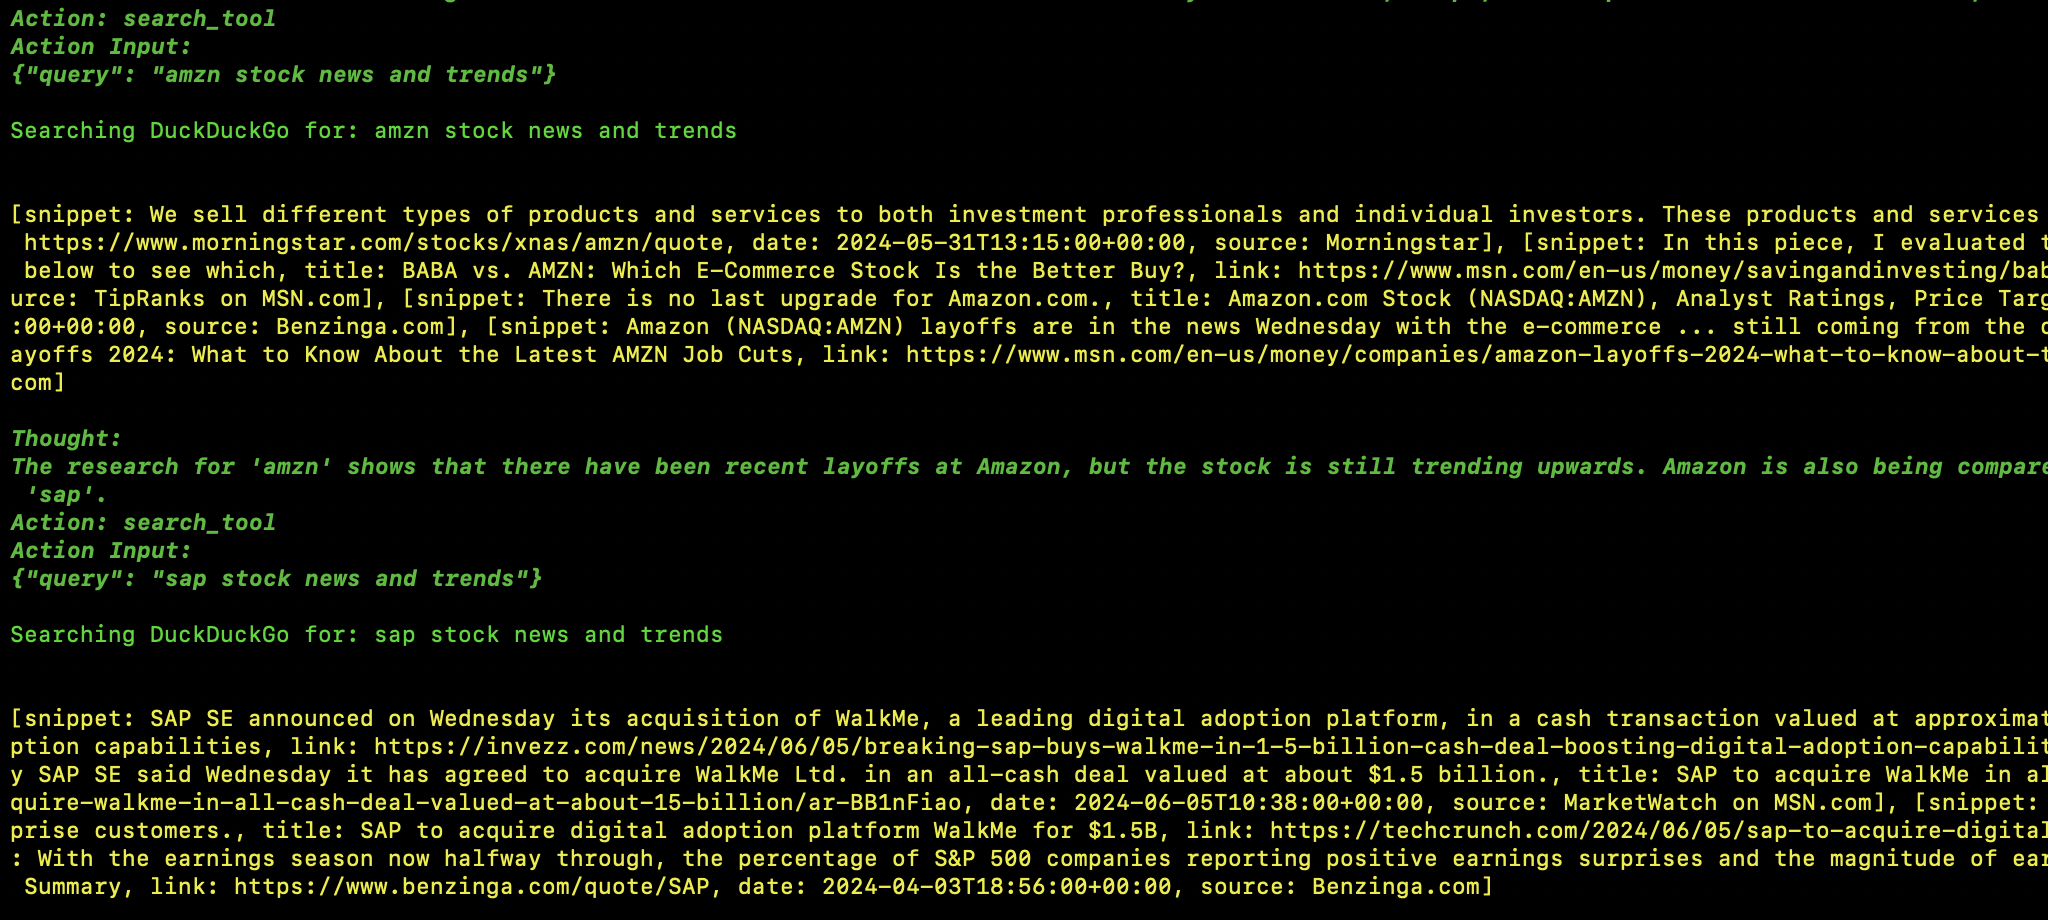 Action: search_tool
Action Input:
{"query": "amzn stock news and trends"}
Searching DuckDuckGo for: amzn stock news and trends
[snippet: We sell different types of products and services to both investment professionals and individual investors. These products and services
https://www.morningstar.com/stocks/xnas/amzn/quote, date: 2024-05-31T13:15:00+00:00, source: Morningstar], [snippet: In this piece, I evaluated t
below to see which, title: BABA vs. AMZN: Which E-Commerce Stock Is the Better Buy?, link: https://www.msn.com/en-us/money/savingandinvesting/bab
urce: TipRanks on MSN.com], [snippet: There is no last upgrade for Amazon.com., title: Amazon.com Stock (NASDAQ:AMZN), Analyst Ratings, Price Targ
:00+00:00, source: Benzinga.com], [snippet: Amazon (NASDAQ:AMZN) layoffs are in the news Wednesday with the e-commerce ... still coming from the c
ayoffs 2024: What to Know About the Latest AMZN Job Cuts, link: https://www.msn.com/en-us/money/companies/amazon-layoffs-2024-what-to-know-about-t
com]
Thought:
The research for 'amzn' shows that there have been recent layoffs at Amazon, but the stock is still trending upwards. Amazon is also being compare
'sap'.
Action: search_tool
Action Input:
{"query": "sap stock news and trends"}
Searching DuckDuckGo for: sap stock news and trends
[snippet: SAP SE announced on Wednesday its acquisition of WalkMe, a leading digital adoption platform, in a cash transaction valued at approximat
ption capabilities, link: https://invezz.com/news/2024/06/05/breaking-sap-buys-walkme-in-1-5-billion-cash-deal-boosting-digital-adoption-capabilit
y SAP SE said Wednesday it has agreed to acquire WalkMe Ltd. in an all-cash deal valued at about $1.5 billion., title: SAP to acquire WalkMe in al
quire-walkme-in-all-cash-deal-valued-at-about-15-billion/ar-BB1nFiao, date: 2024-06-05T10:38:00+00:00, source: MarketWatch on MSN.com], [snippet:
prise customers., title: SAP to acquire digital adoption platform WalkMe for $1.5B, link: https://techcrunch.com/2024/06/05/sap-to-acquire-digital
: With the earnings season now halfway through, the percentage of S&P 500 companies reporting positive earnings surprises and the magnitude of ear
Summary, link: https://www.benzinga.com/quote/SAP, date: 2024-04-03T18:56:00+00:00, source: Benzinga.com]